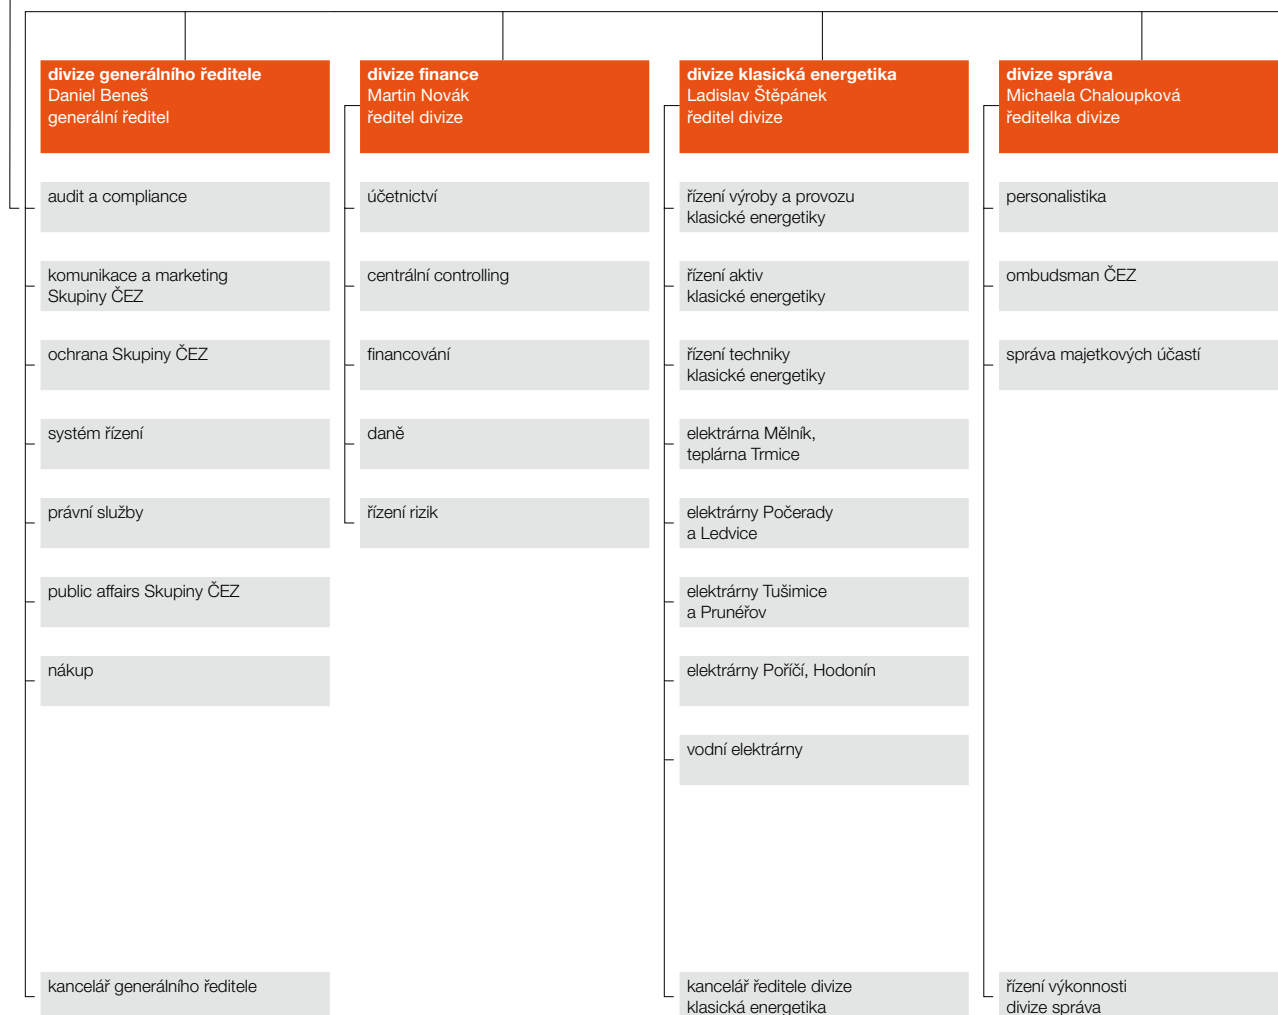 divize generálního ředitele
Daniel Beneš
generální ředitel
audit a compliance
komunikace a marketing
Skupiny ČEZ
ochrana Skupiny ČEZ
systém řízení
právní služby
public affairs Skupiny ČEZ
nákup
kancelář generálního ředitele
divize finance
Martin Novák
ředitel divize
účetnictví
centrální controlling
financování
daně
řízení rizik
divize klasická energetika
Ladislav Štěpánek
ředitel divize
řízení výroby a provozu
klasické energetiky
řízení aktiv
klasické energetiky
řízení techniky
klasické energetiky
elektrárna Mělník,
teplárna Trmice
elektrárny Počerady
a Ledvice
elektrárny Tušimice
a Prunéřov
elektrárny Poříčí, Hodonín
vodní elektrárny
kancelář ředitele divize
klasická energetika
divize správa
Michaela Chaloupková
ředitelka divize
personalistika
ombudsman ČEZ
správa majetkových účastí
řízení výkonnosti
divize správa